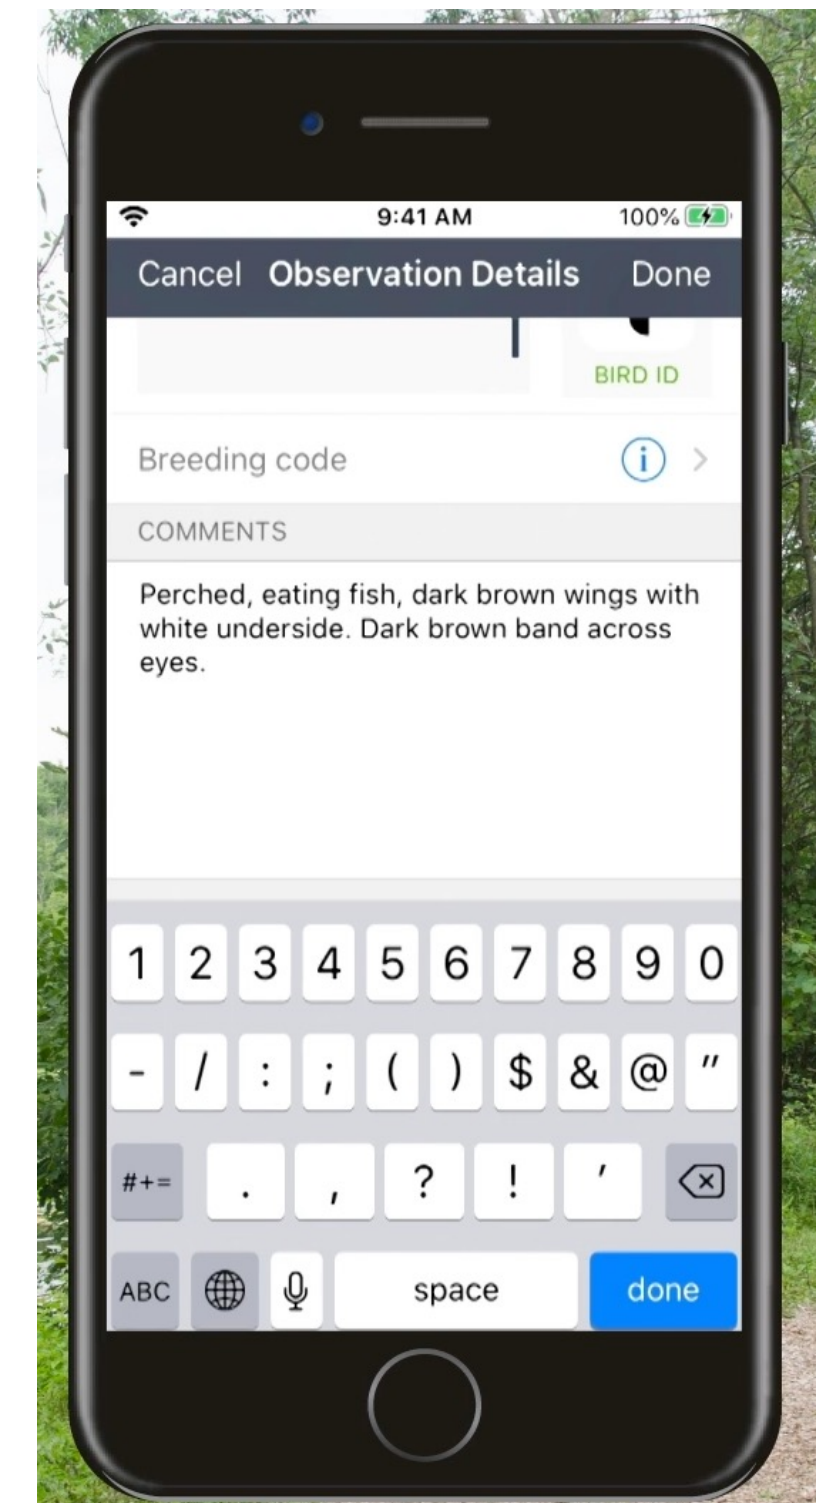 9:41 AM 100%
Cancel Observation Details Done
BIRD ID
Breeding code i >
COMMENTS
Perched, eating fish, dark brown wings with
white underside. Dark brown band across
eyes.
1 2 3 4 5 6 7 8 9 0
- / : ; ( ) $ & @ "
#+= . , ? ! '
ABC space done